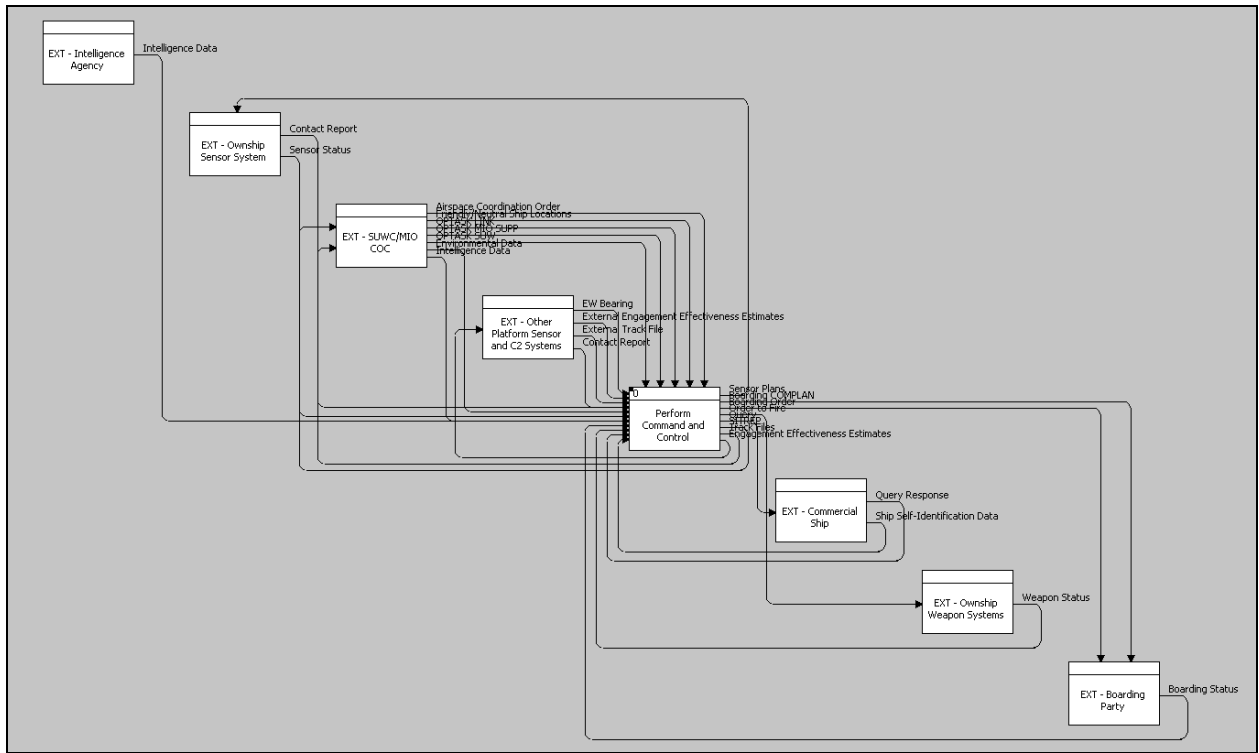 EXT - Intelligence
Agency
Intelligence Data
EXT - Ownship
Sensor System
Contact Report
Sensor Status
EXT - SUWC/MIO
COC
Airspace Coordination Order
Friendly/Neutral Ship Locations
OPTASK LINK
OPTASK MIO SUPP
OPTASK SUW
Environmental Data
Intelligence Data
EXT - Other
Platform Sensor
and C2 Systems
EW Bearing
External Engagement Effectiveness Estimates
External Track File
Contact Report
0
Perform
Command and
Control
Sensor Plans
Boarding COMPLAN
Boarding Order
Order to Fire
Query
SITREP
Track Files
Engagement Effectiveness Estimates
EXT - Commercial
Ship
Query Response
Ship Self-Identification Data
EXT - Ownship
Weapon Systems
Weapon Status
EXT - Boarding
Party
Boarding Status